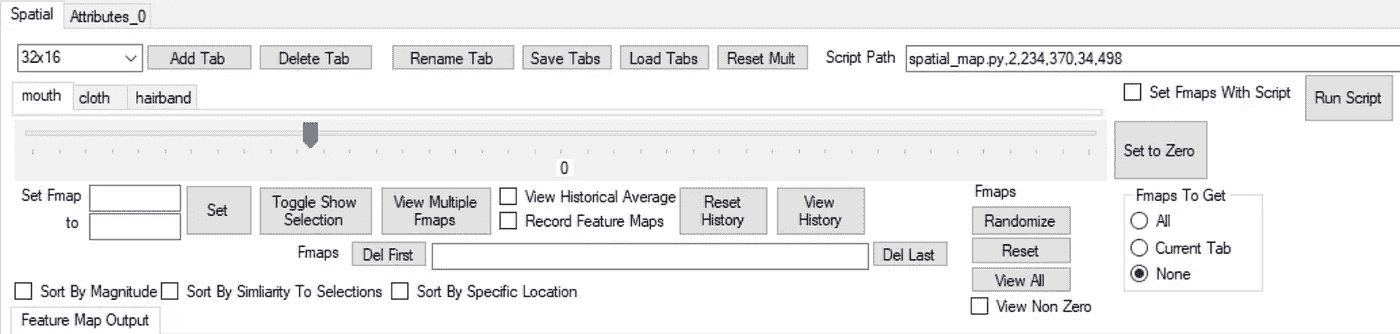 Spatial Attributes_0
32x16 Add Tab Delete Tab Rename Tab Save Tabs Load Tabs Reset Mult Script Path spatial_map.py,2,234,370,34,498
mouth cloth hairband Set Fmaps With Script Run Script
0 Set to Zero
Set Fmap Set Toggle Show Selection View Multiple Fmaps View Historical Average Reset History View History Fmaps Fmaps To Get
to Record Feature Maps Randomize All
Fmaps Del First Del Last Reset Current Tab
View All None
Sort By Magnitude Sort By Simliarity To Selections Sort By Specific Location View Non Zero
Feature Map Output